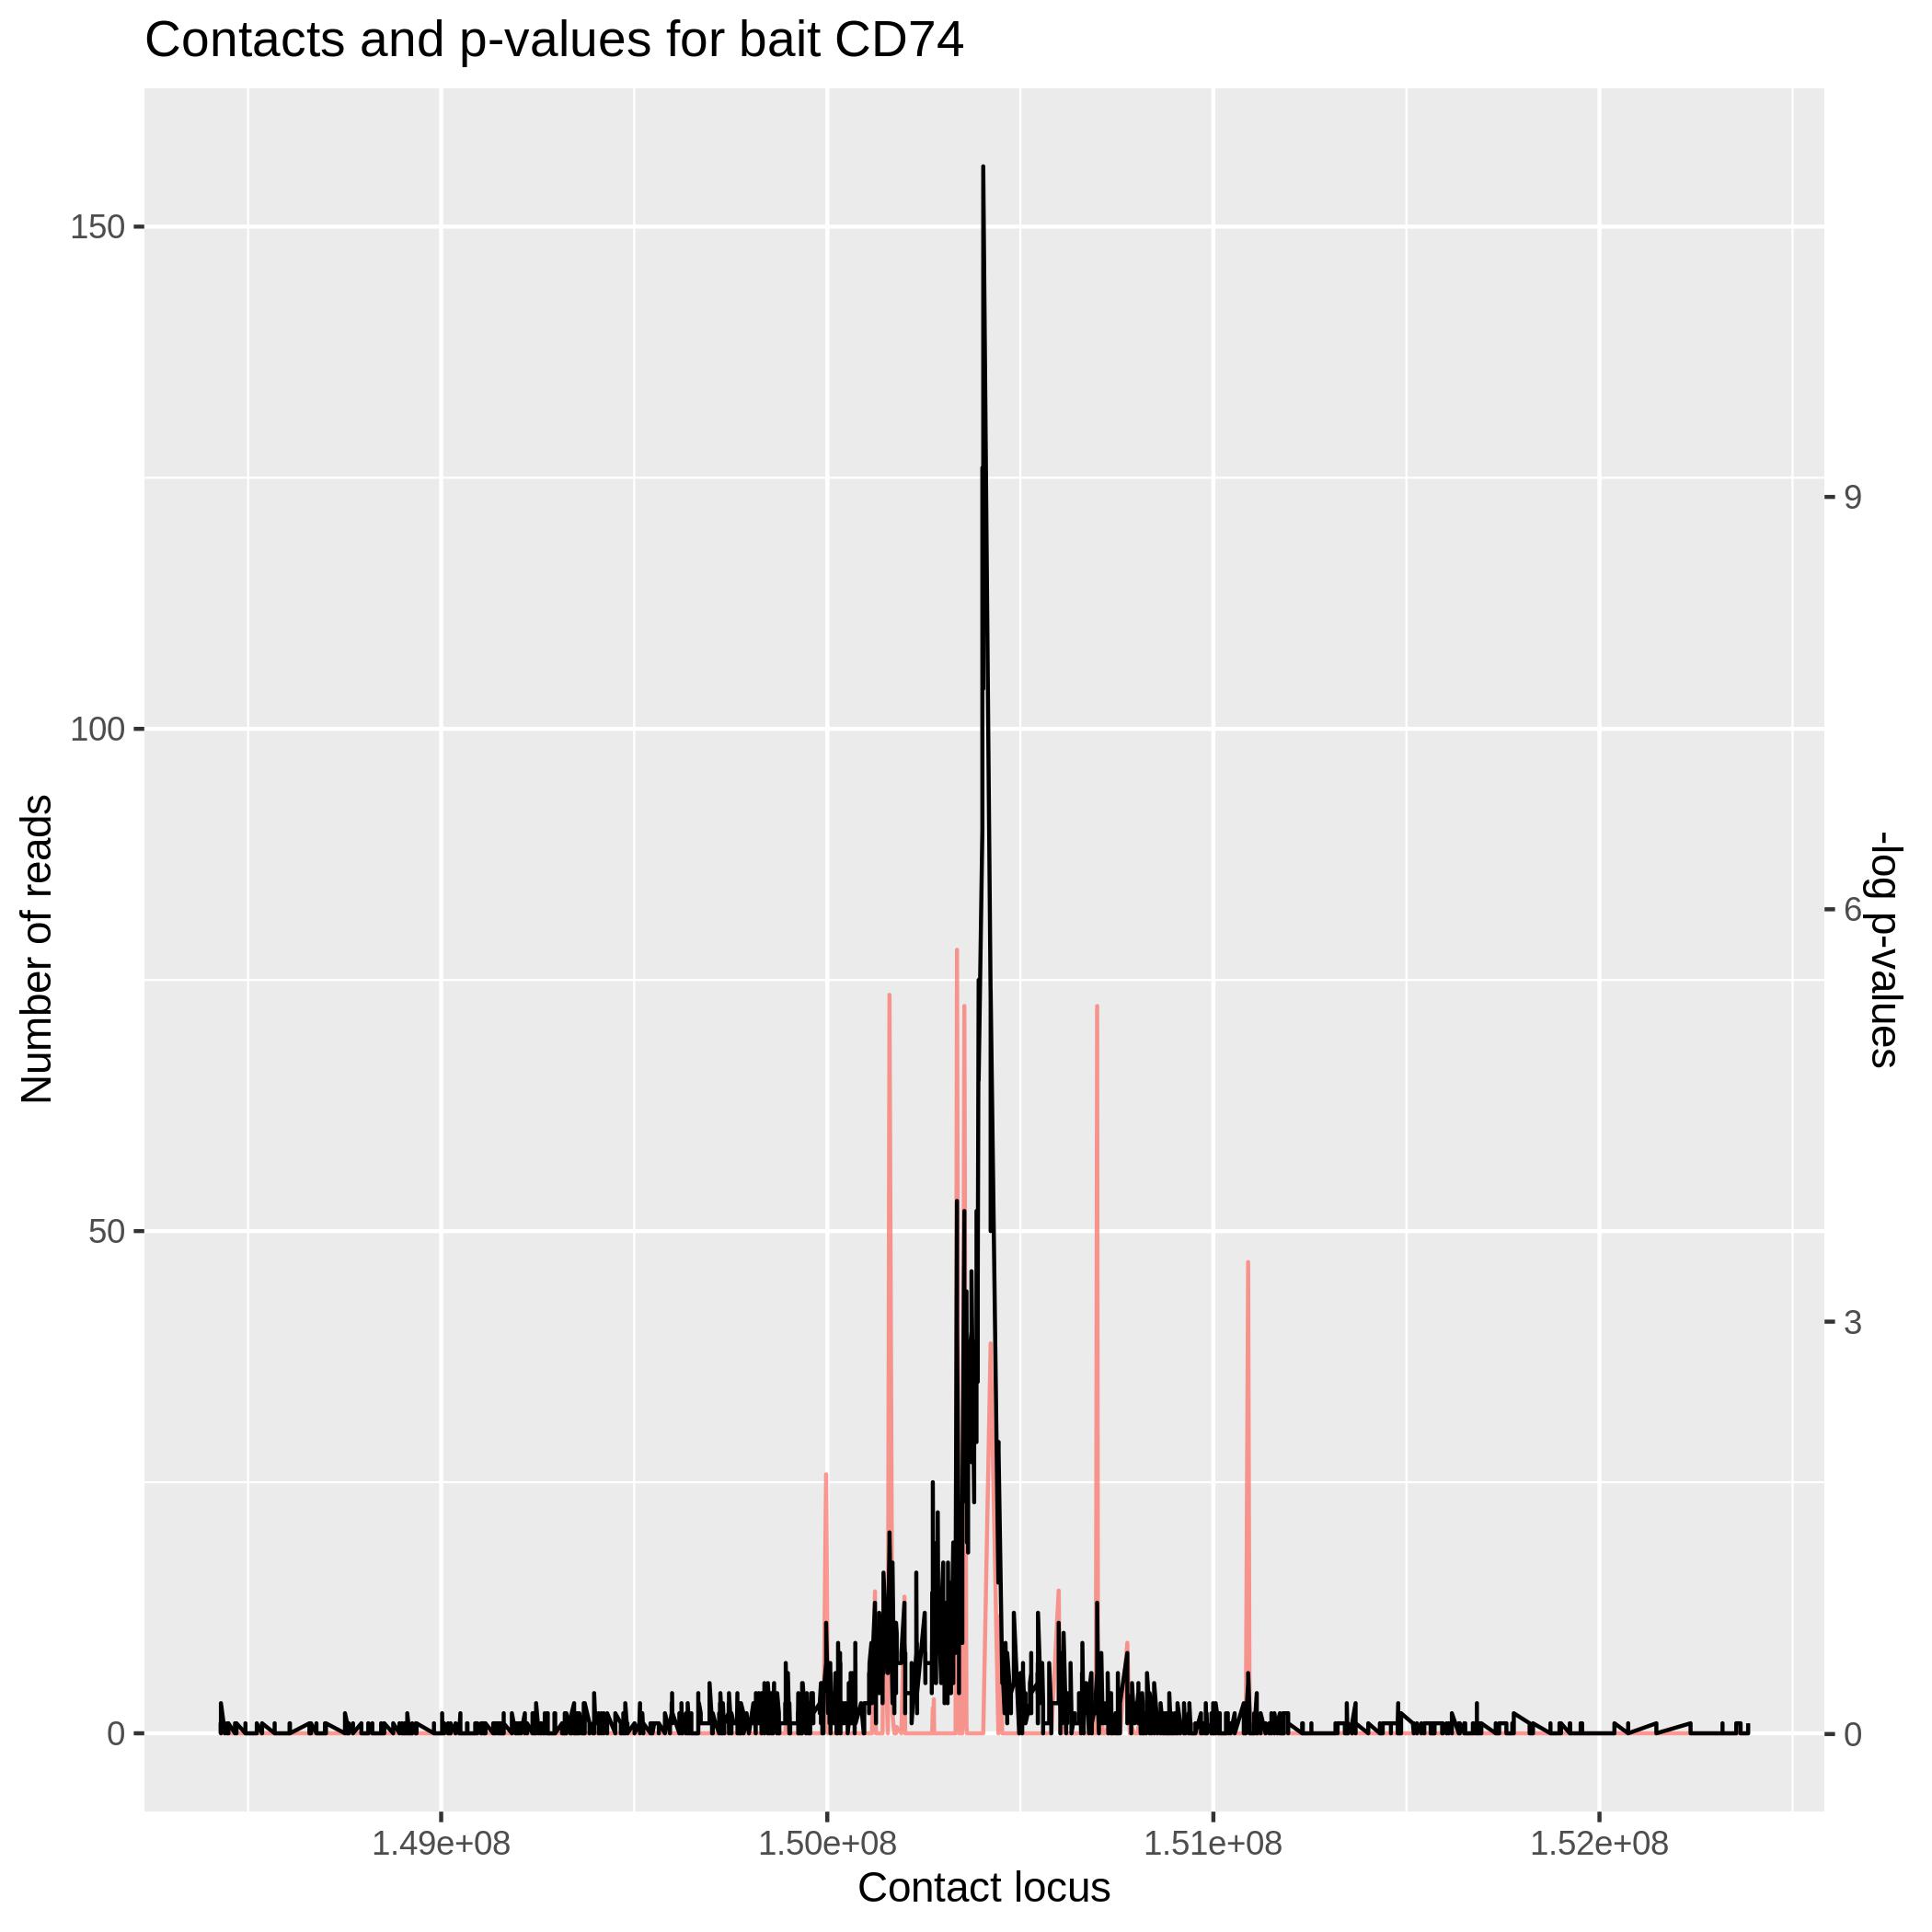 Contacts and p-values for bait CD74
150
100
50
0
Number of reads
9
6
3
0
-log p-values
1.49e+08 1.50e+08 1.51e+08 1.52e+08
Contact locus